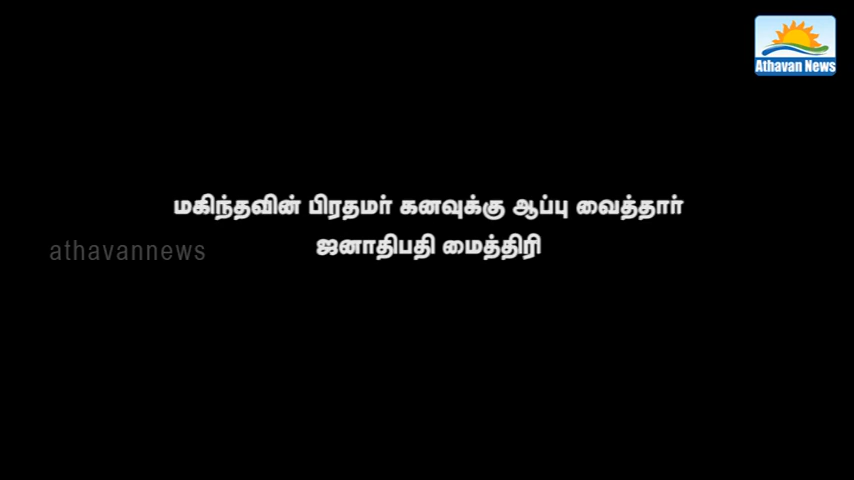 Athavan News
மகிந்தவின் பிரதமர் கனவுக்கு ஆப்பு வைத்தார்
ஜனாதிபதி மைத்திரி
athavannews